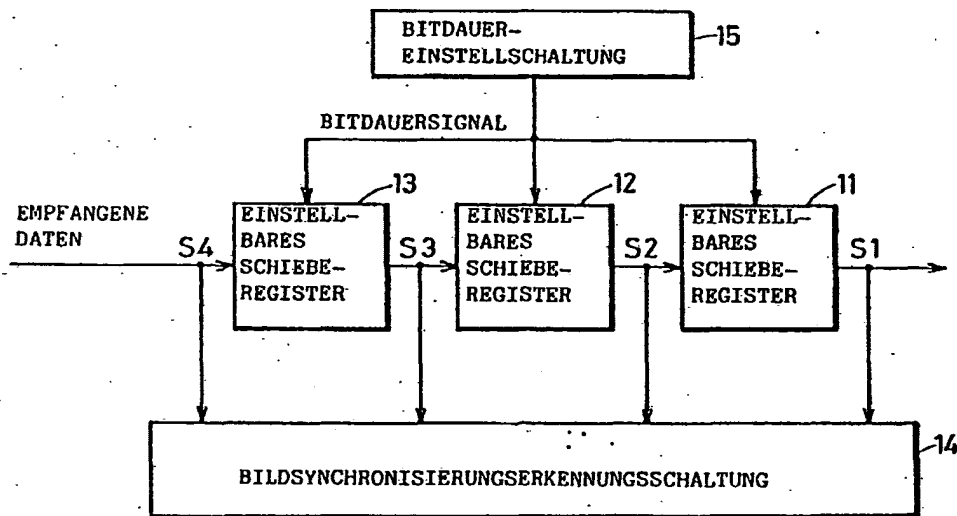 BITDAUER-
EINSTELLSCHALTUNG
15
BITDAUERSIGNAL
13
12
11
EMPFANGENE
DATEN
S4
EINSTELL-
BARES
SCHIEBE-
REGISTER
S3
EINSTELL-
BARES
SCHIEBE-
REGISTER
S2
EINSTELL-
BARES
SCHIEBE-
REGISTER
S1
14
BILDSYNCHRONISIERUNGSERKENNUNGSSCHALTUNG